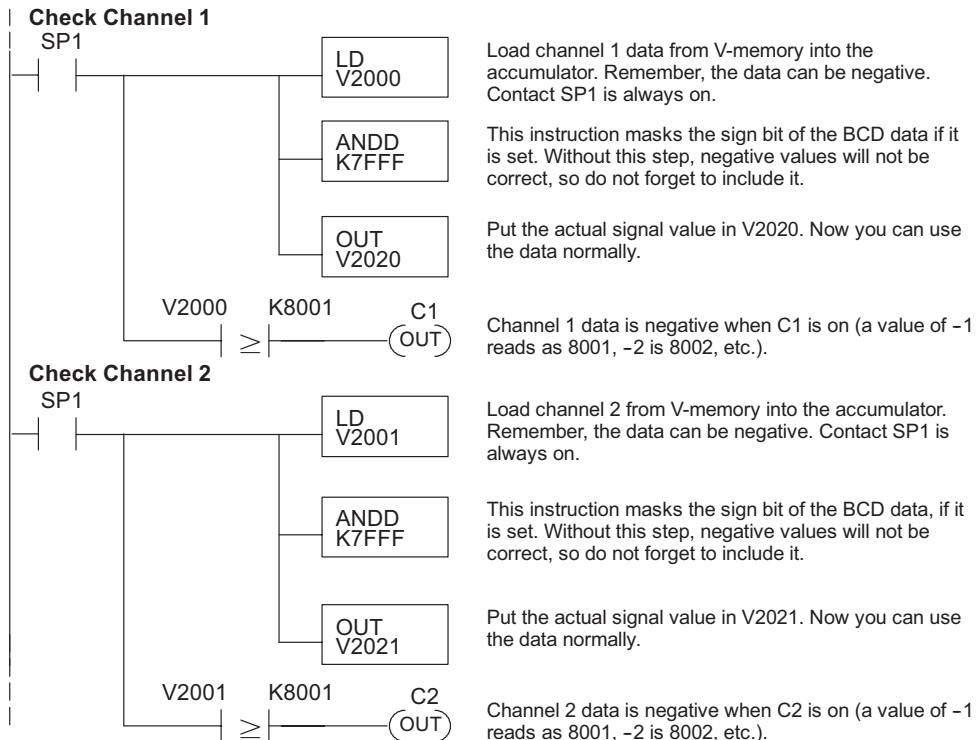 Check Channel 1
SP1
LD
V2000
Load channel 1 data from V-memory into the
accumulator. Remember, the data can be negative.
Contact SP1 is always on.
ANDD
K7FFF
This instruction masks the sign bit of the BCD data if it
is set. Without this step, negative values will not be
correct, so do not forget to include it.
OUT
V2020
Put the actual signal value in V2020. Now you can use
the data normally.
V2000 K8001 C1
≥ OUT
Channel 1 data is negative when C1 is on (a value of -1
reads as 8001, -2 is 8002, etc.).
Check Channel 2
SP1
LD
V2001
Load channel 2 from V-memory into the accumulator.
Remember, the data can be negative. Contact SP1 is
always on.
ANDD
K7FFF
This instruction masks the sign bit of the BCD data, if it
is set. Without this step, negative values will not be
correct, so do not forget to include it.
OUT
V2021
Put the actual signal value in V2021. Now you can use
the data normally.
V2001 K8001 C2
≥ OUT
Channel 2 data is negative when C2 is on (a value of -1
reads as 8001, -2 is 8002, etc.).